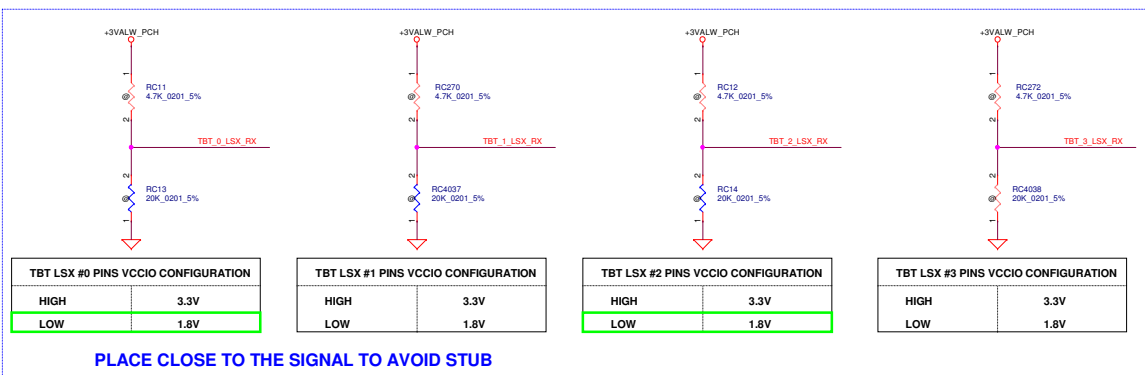 +3VALW_PCH
1
RC11
4.7K_0201_5%
@
2
TBT_0_LSX_RX
2
RC13
20K_0201_5%
@
1
TBT LSX #0 PINS VCCIO CONFIGURATION
HIGH 3.3V
LOW 1.8V
+3VALW_PCH
1
RC270
4.7K_0201_5%
@
2
TBT_1_LSX_RX
2
RC4037
20K_0201_5%
@
1
TBT LSX #1 PINS VCCIO CONFIGURATION
HIGH 3.3V
LOW 1.8V
+3VALW_PCH
1
RC12
4.7K_0201_5%
@
2
TBT_2_LSX_RX
2
RC14
20K_0201_5%
@
1
TBT LSX #2 PINS VCCIO CONFIGURATION
HIGH 3.3V
LOW 1.8V
+3VALW_PCH
1
RC272
4.7K_0201_5%
@
2
TBT_3_LSX_RX
2
RC4038
20K_0201_5%
@
1
TBT LSX #3 PINS VCCIO CONFIGURATION
HIGH 3.3V
LOW 1.8V
PLACE CLOSE TO THE SIGNAL TO AVOID STUB